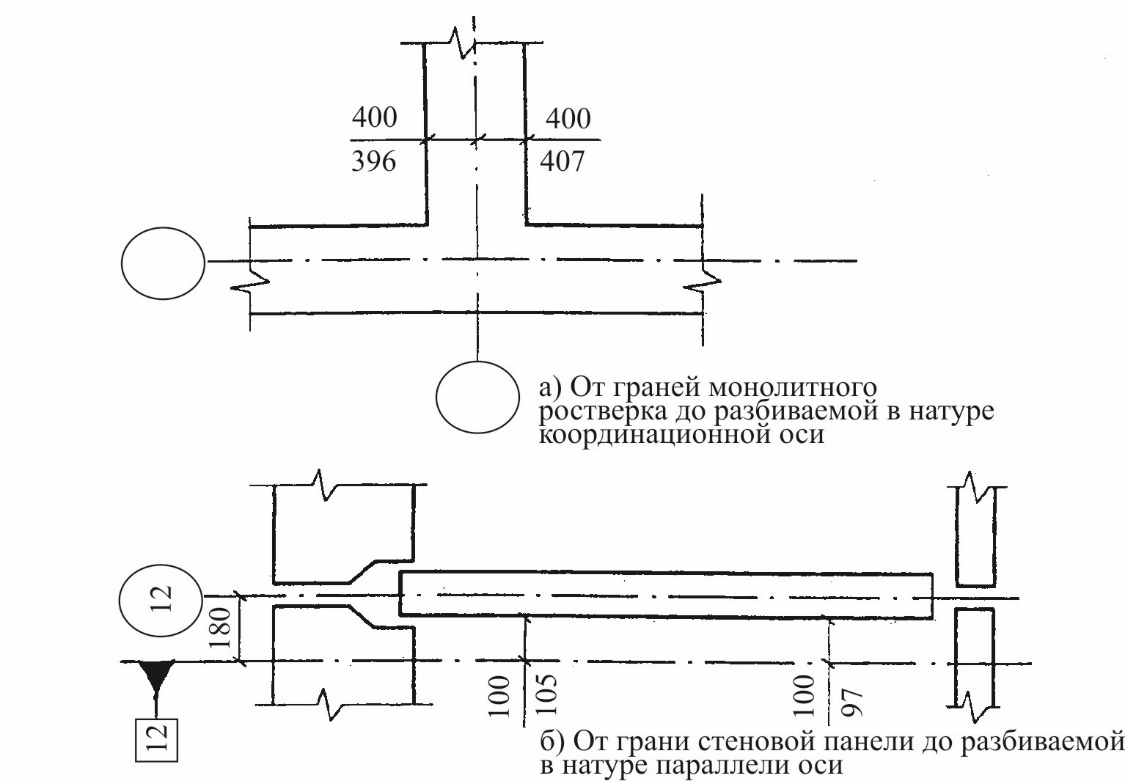 400 400
396 407
а) От граней монолитного
ростверка до разбиваемой в натуре
координационной оси
12
180
100 105
100 97
12
б) От грани стеновой панели до разбиваемой
в натуре параллели оси